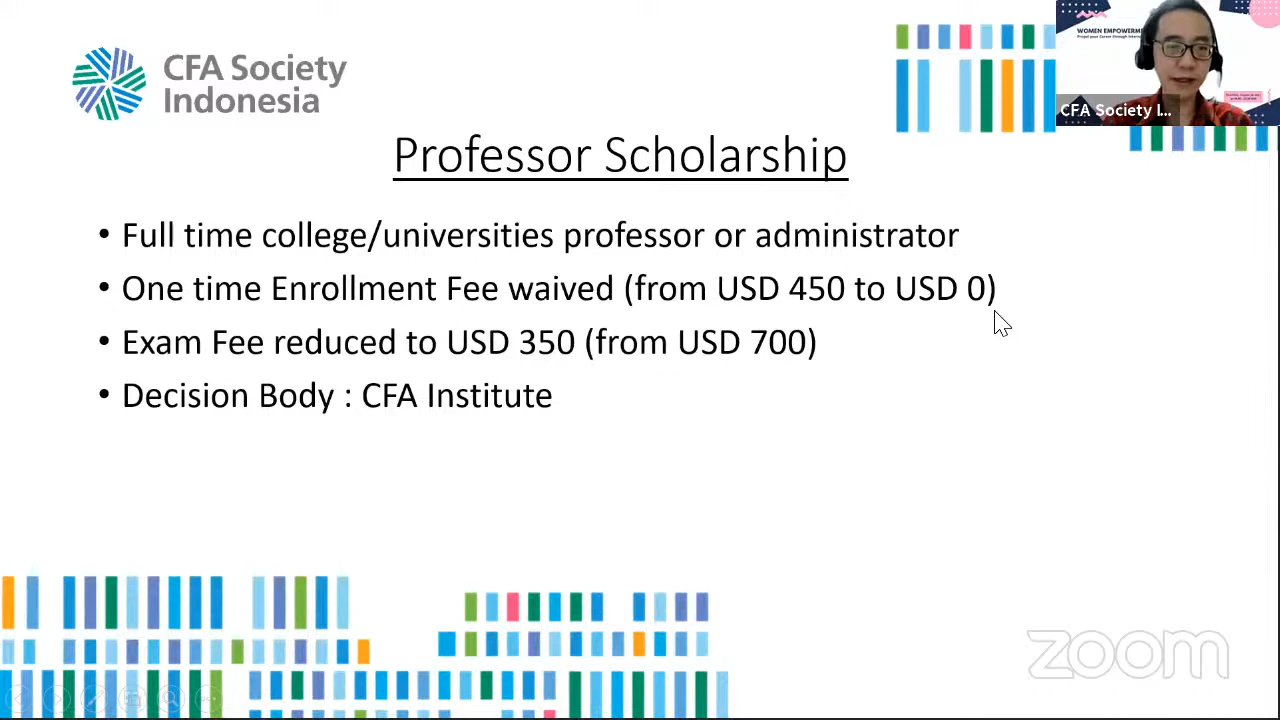 CFA Society
Indonesia
WOMEN EMPOWERM
CFA Society I...
Professor Scholarship
• Full time college/universities professor or administrator
• One time Enrollment Fee waived (from USD 450 to USD 0)
• Exam Fee reduced to USD 350 (from USD 700)
• Decision Body : CFA Institute
zoom